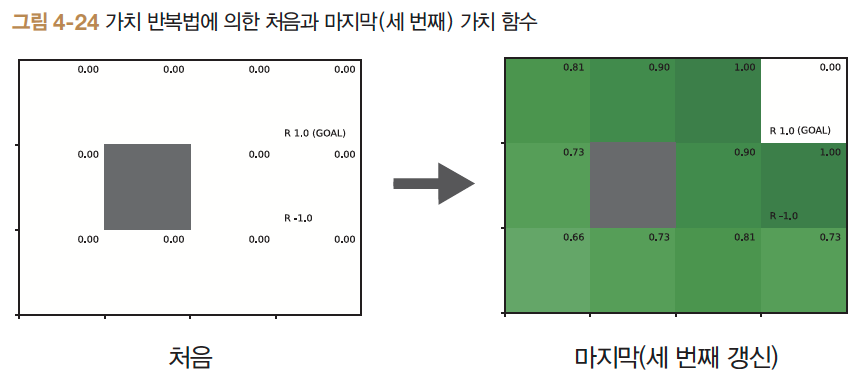 그림 4-24 가치 반복법에 의한 처음과 마지막(세 번째) 가치 함수
0.00 0.00 0.00 0.00
R 1.0 (GOAL)
0.00 0.00 0.00
R -1.0
0.00 0.00 0.00 0.00
처음
0.81 0.90 1.00 0.00
R 1.0 (GOAL)
0.73 0.90 1.00
R -1.0
0.66 0.73 0.81 0.73
마지막(세 번째 갱신)